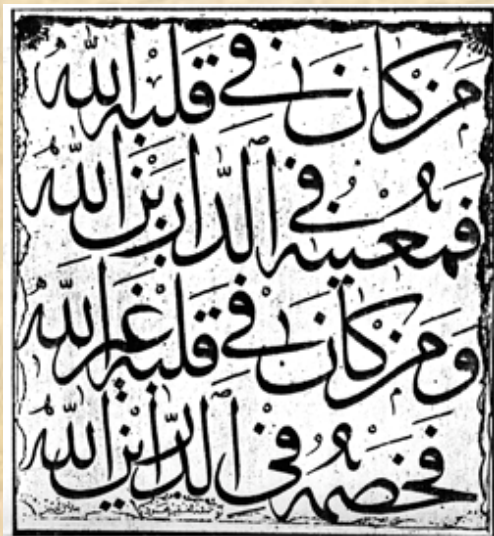 من كان في قلبه الله
فمعينه في الدارين الله
ومن كان في قلبه غير الله
فخصمه في الدارين الله